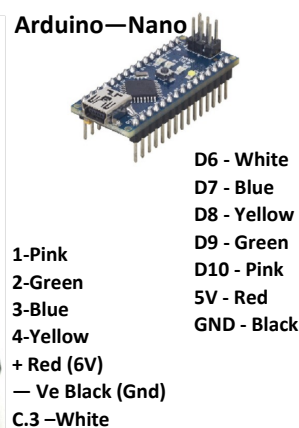 Arduino—Nano
D6 - White
D7 - Blue
D8 - Yellow
D9 - Green
D10 - Pink
5V - Red
GND - Black
1-Pink
2-Green
3-Blue
4-Yellow
+ Red (6V)
— Ve Black (Gnd)
C.3 –White